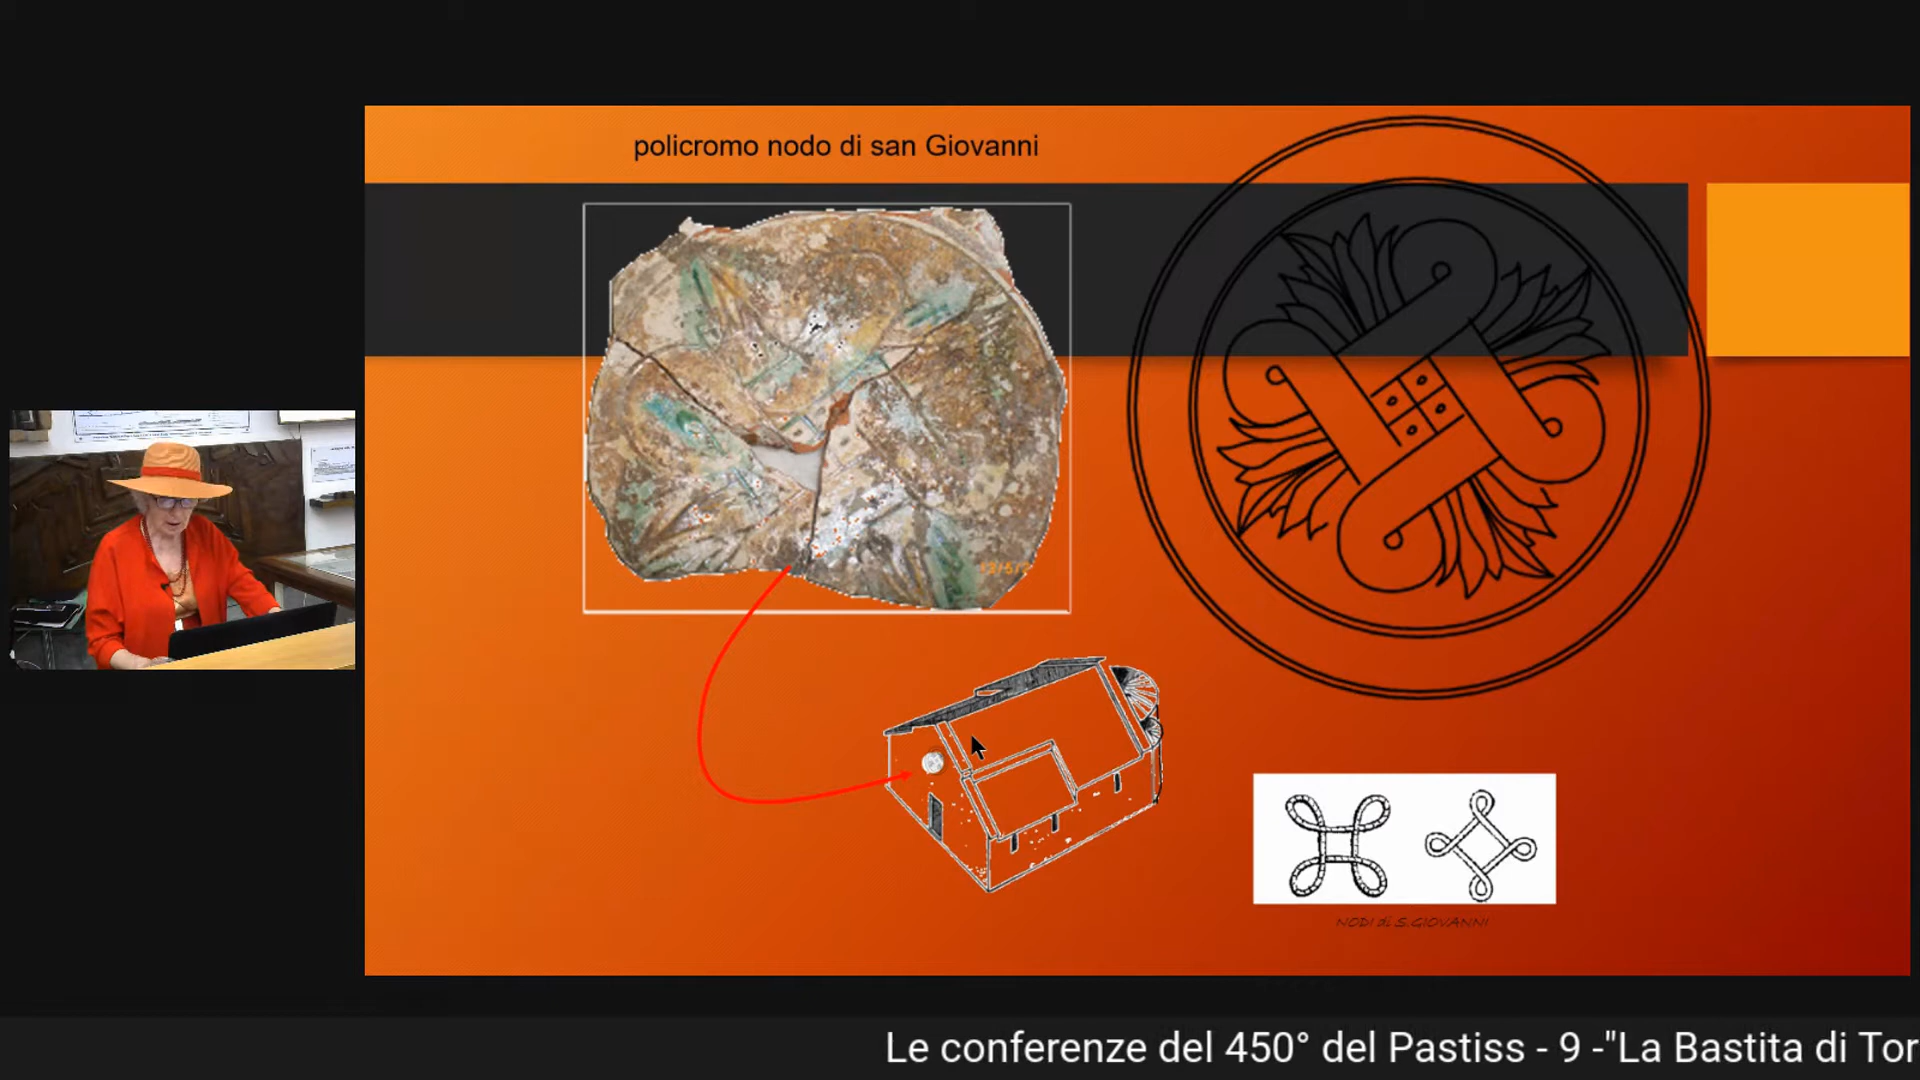 policromo nodo di san Giovanni
NODI di S.GIOVANNI
Le conferenze del 450° del Pastiss - 9 -"La Bastita di Tor